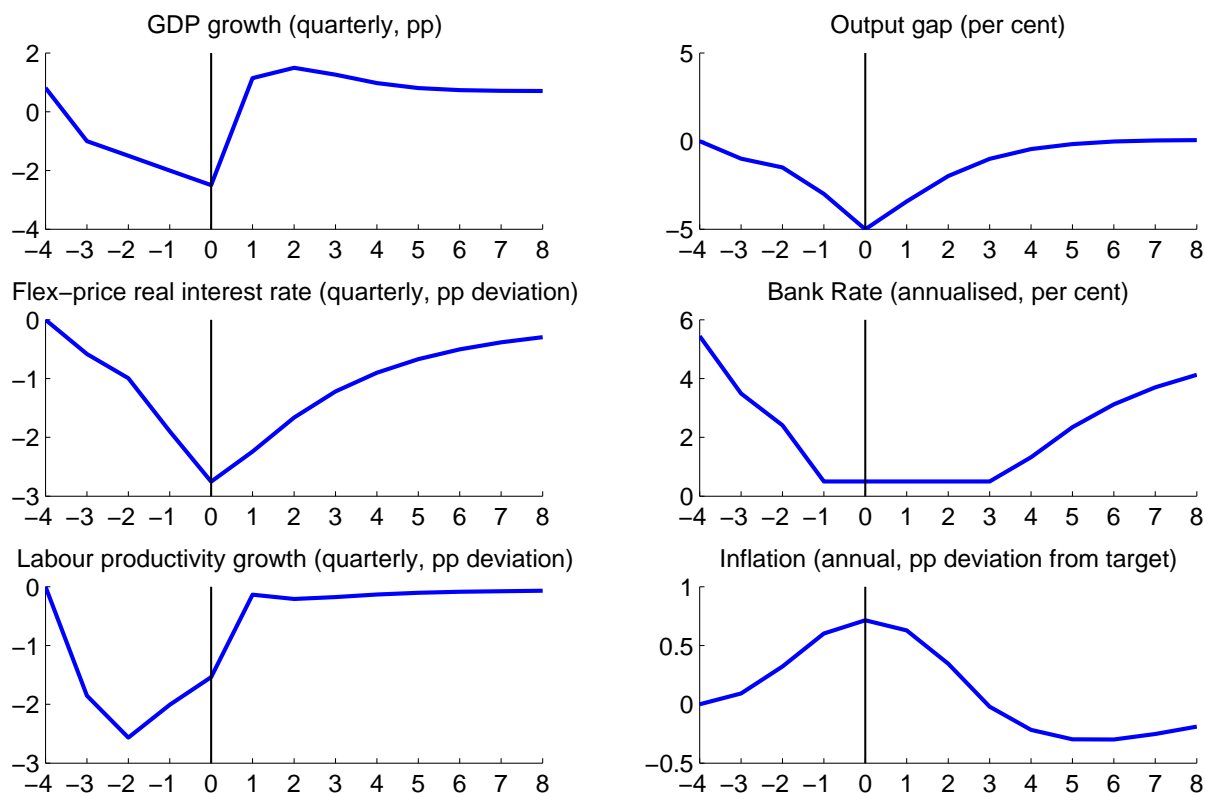 GDP growth (quarterly, pp)
2
0
−2
−4
−4 −3 −2 −1 0 1 2 3 4 5 6 7 8
Output gap (per cent)
5
0
−5
−4 −3 −2 −1 0 1 2 3 4 5 6 7 8
Flex−price real interest rate (quarterly, pp deviation)
0
−1
−2
−3
−4 −3 −2 −1 0 1 2 3 4 5 6 7 8
Bank Rate (annualised, per cent)
6
4
2
0
−4 −3 −2 −1 0 1 2 3 4 5 6 7 8
Labour productivity growth (quarterly, pp deviation)
0
−1
−2
−3
−4 −3 −2 −1 0 1 2 3 4 5 6 7 8
Inflation (annual, pp deviation from target)
1
0.5
0
−0.5
−4 −3 −2 −1 0 1 2 3 4 5 6 7 8